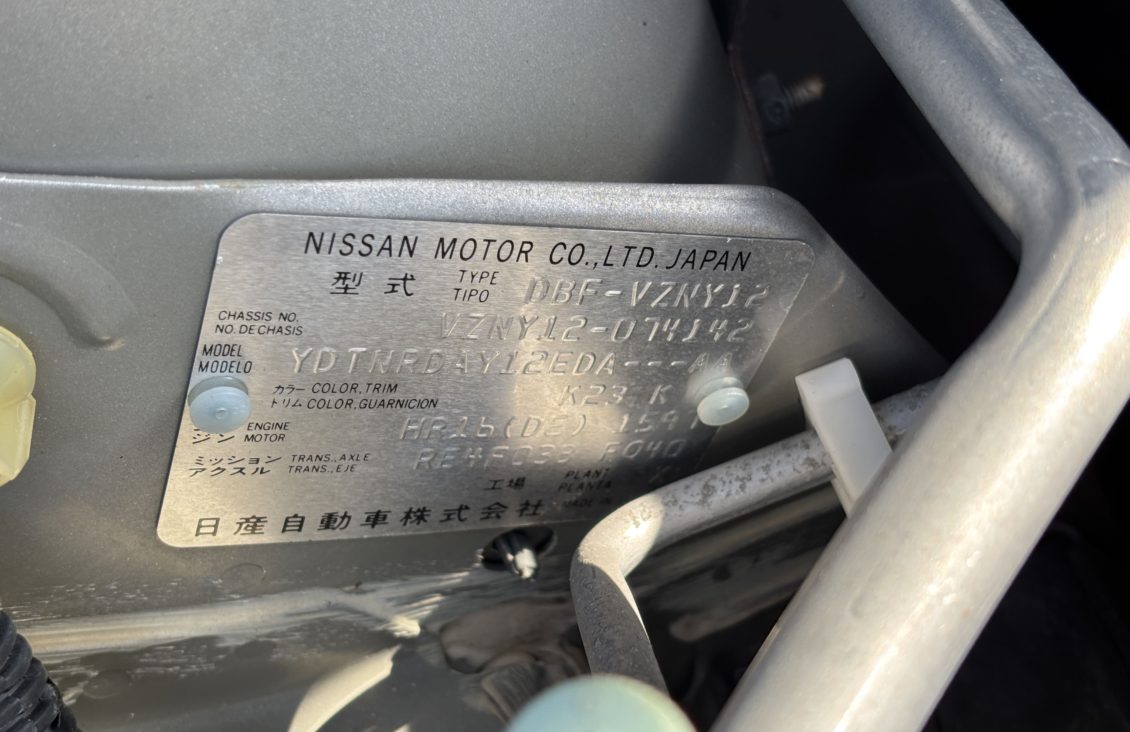 NISSAN MOTOR CO.,LTD. JAPAN
型式 TYPE TIPO DBF-VZNY12
CHASSIS NO. NO. DE CHASIS VZNY12-074142
MODEL MODELO YDTNRDAY12EDA---AA
カラー COLOR,TRIM
トリム COLOR,GUARNICION K23 K
ジン ENGINE MOTOR HR16(DE) 1597
ミッション TRANS.,AXLE
アクスル TRANS.,EJE RE4F03B
工場 PLANT PLANTA
日産自動車株式会社 MADE IN